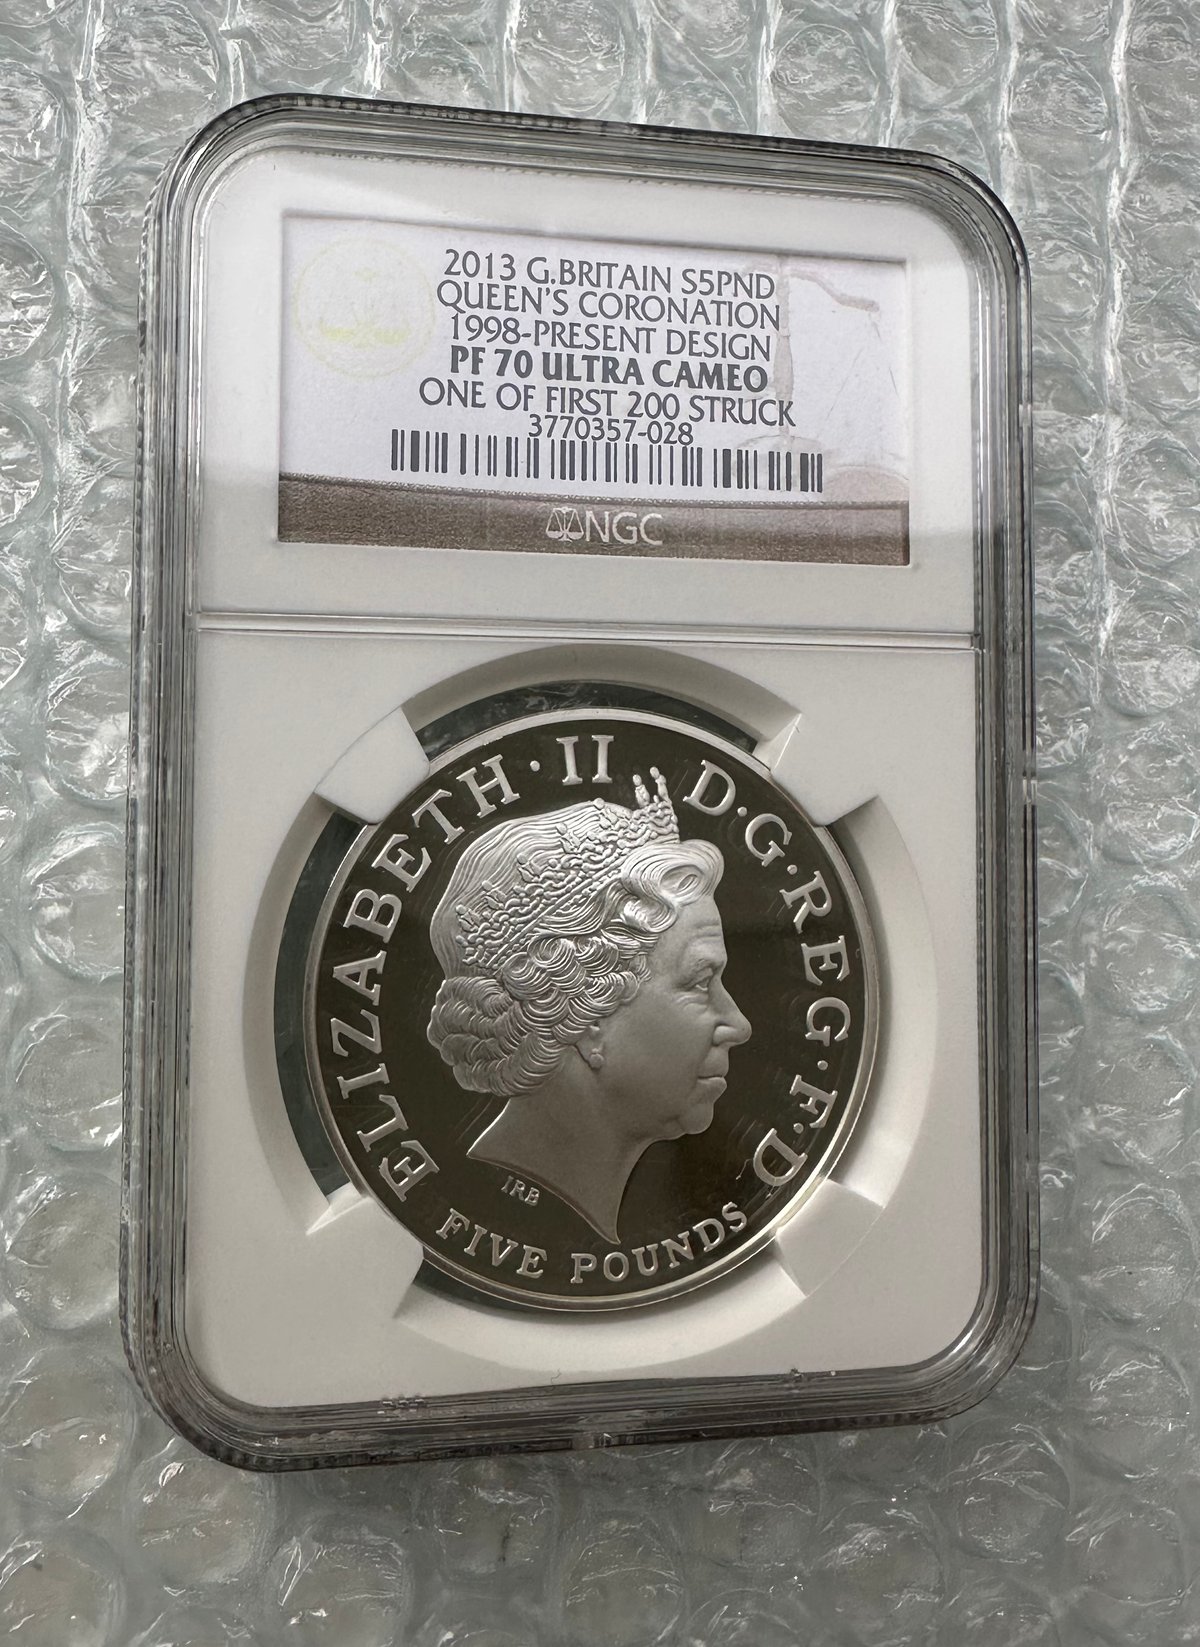 2013 G.BRITAIN S5PND
QUEEN'S CORONATION
1998-PRESENT DESIGN
PF 70 ULTRA CAMEO
ONE OF FIRST 200 STRUCK
3770357-028
NGC
ELIZABETH·II D·G·REG·F·D
IRB
FIVE POUNDS